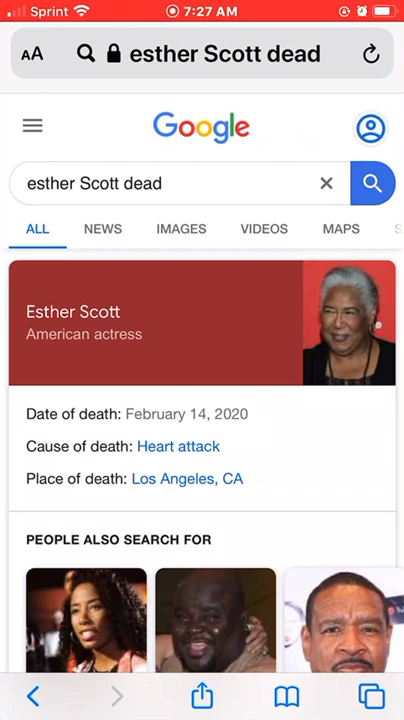 Sprint 7:27 AM
AA esther Scott dead
Google
esther Scott dead
ALL NEWS IMAGES VIDEOS MAPS S
Esther Scott
American actress
Date of death: February 14, 2020
Cause of death: Heart attack
Place of death: Los Angeles, CA
PEOPLE ALSO SEARCH FOR